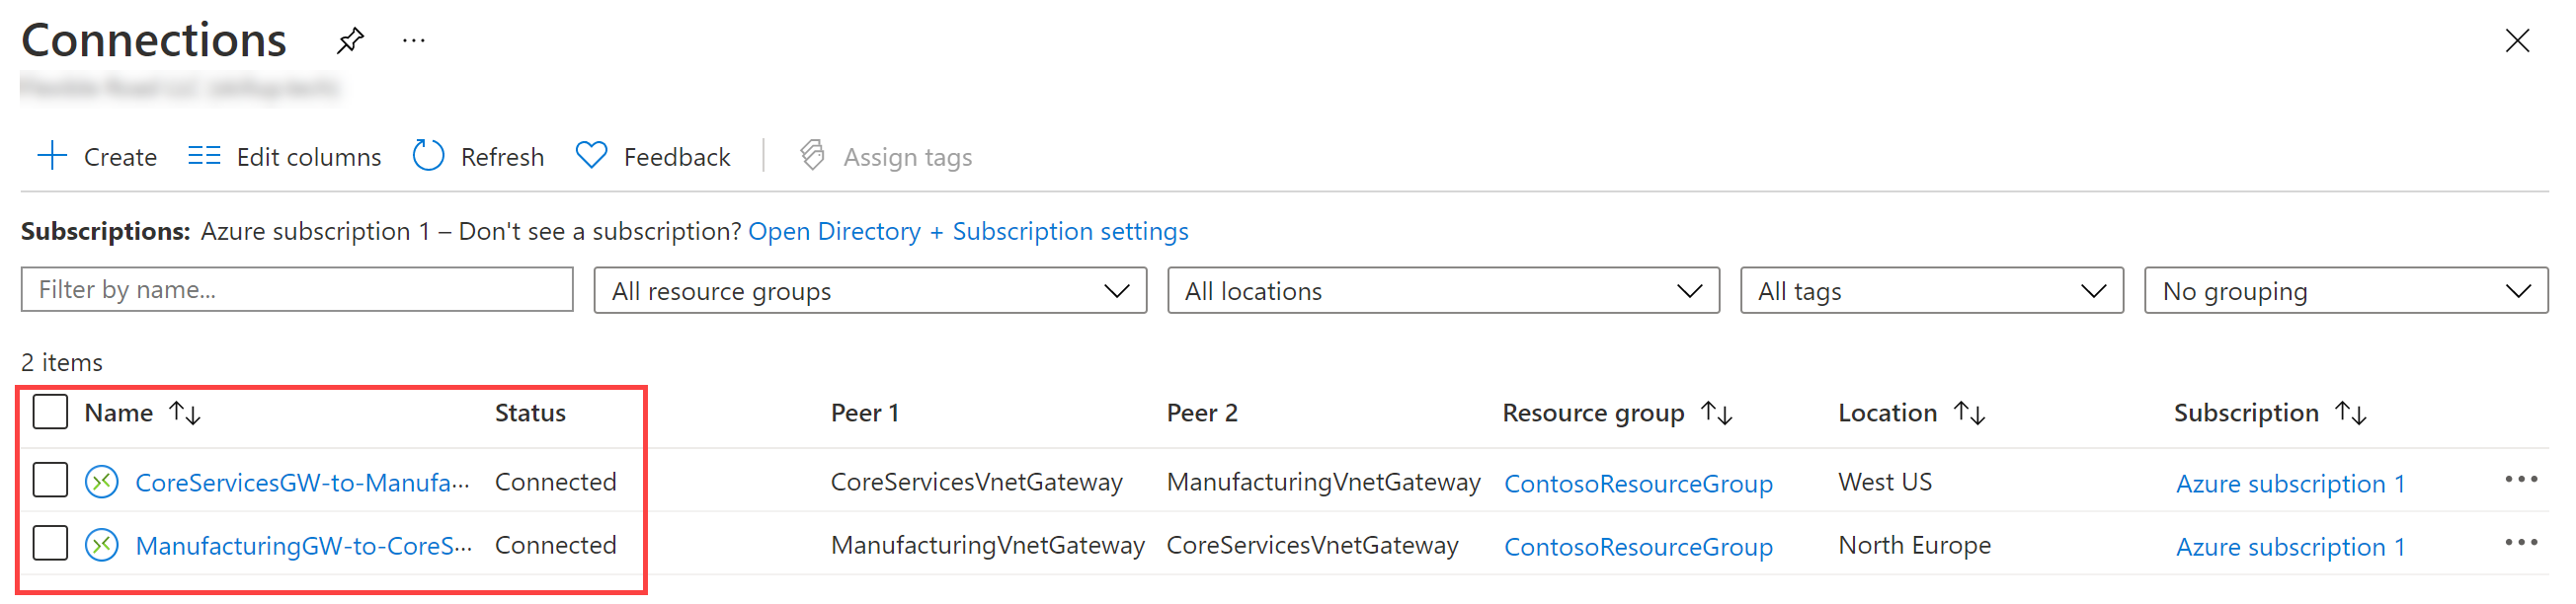 Connections
Create Edit columns Refresh Feedback Assign tags
Subscriptions: Azure subscription 1 – Don't see a subscription? Open Directory + Subscription settings
Filter by name... All resource groups All locations All tags No grouping
2 items
Name Status Peer 1 Peer 2 Resource group Location Subscription
CoreServicesGW-to-Manufa... Connected CoreServicesVnetGateway ManufacturingVnetGateway ContosoResourceGroup West US Azure subscription 1
ManufacturingGW-to-CoreS... Connected ManufacturingVnetGateway CoreServicesVnetGateway ContosoResourceGroup North Europe Azure subscription 1